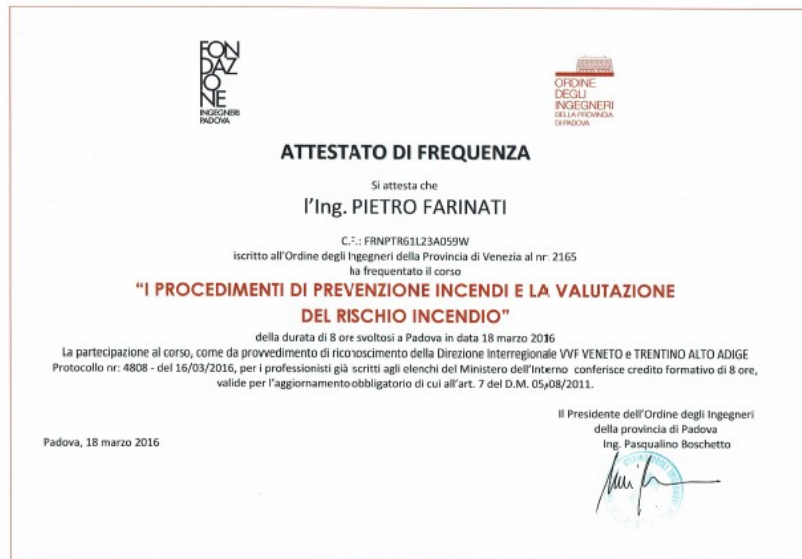 FON
DAZ
IO
NE
INGEGNERI
PADOVA
ORDINE
DEGLI
INGEGNERI
DELLA PROVINCIA
DI PADOVA
ATTESTATO DI FREQUENZA
Si attesta che
l'Ing. PIETRO FARINATI
C.F.: FRNPTR61L23A059W
iscritto all'Ordine degli Ingegneri della Provincia di Venezia al nr. 2165
ha frequentato il corso
"I PROCEDIMENTI DI PREVENZIONE INCENDI E LA VALUTAZIONE
DEL RISCHIO INCENDIO"
della durata di 8 ore svoltosi a Padova in data 18 marzo 2016
La partecipazione al corso, come da provvedimento di riconoscimento della Direzione Interregionale VVF VENETO e TRENTINO ALTO ADIGE
Protocollo nr: 4808 - del 16/03/2016, per i professionisti già iscritti agli elenchi del Ministero dell'Interno conferisce credito formativo di 8 ore,
valide per l'aggiornamento obbligatorio di cui all'art. 7 del D.M. 05/08/2011.
Il Presidente dell'Ordine degli Ingegneri
della provincia di Padova
Ing. Pasqualino Boschetto
Padova, 18 marzo 2016